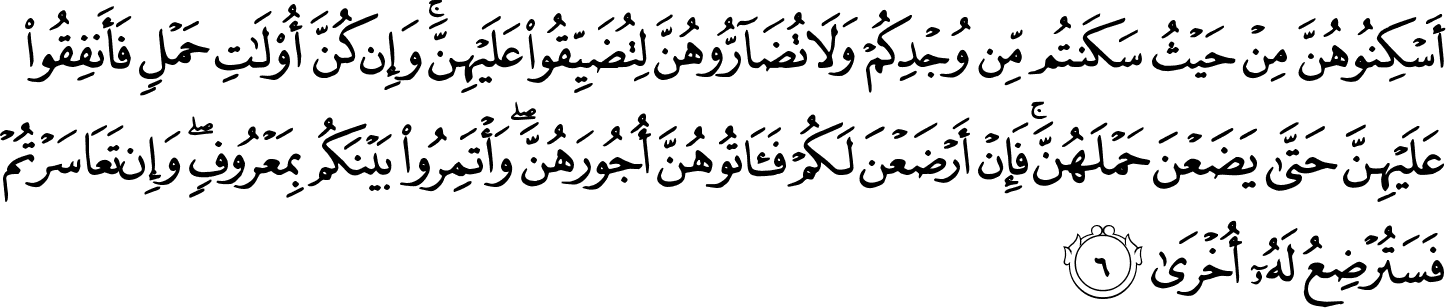 أَسْكِنُوهُنَّ مِنْ حَيْثُ سَكَنتُم مِّن وُجْدِكُمْ وَلَا تُضَآرُّوهُنَّ لِتُضَيِّقُوا۟ عَلَيْهِنَّ ۚ وَإِن كُنَّ أُو۟لَـٰتِ حَمْلٍ فَأَنفِقُوا۟
عَلَيْهِنَّ حَتَّىٰ يَضَعْنَ حَمْلَهُنَّ ۚ فَإِنْ أَرْضَعْنَ لَكُمْ فَـَٔاتُوهُنَّ أُجُورَهُنَّ ۖ وَأْتَمِرُوا۟ بَيْنَكُم بِمَعْرُوفٍ ۖ وَإِن تَعَاسَرْتُمْ
فَسَتُرْضِعُ لَهُۥٓ أُخْرَىٰ ٦